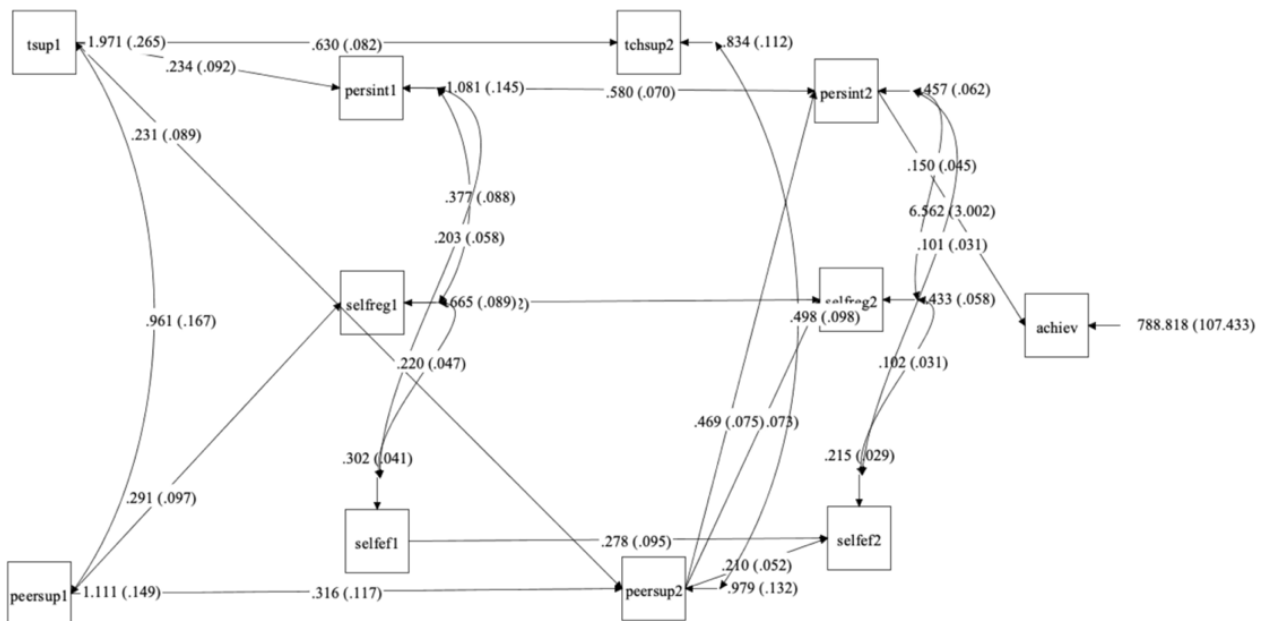 tsup1
1.971 (.265)
.630 (.082)
tchsup2
.834 (.112)
.234 (.092)
persint1
1.081 (.145)
.580 (.070)
persint2
.457 (.062)
.231 (.089)
.150 (.045)
.377 (.088)
6.562 (3.002)
.203 (.058)
.101 (.031)
selfreg1
.665 (.089)
2)
selfreg2
.433 (.058)
.961 (.167)
.498 (.098)
achiev
788.818 (107.433)
.220 (.047)
.102 (.031)
.469 (.075)
.073)
.302 (.041)
.215 (.029)
.291 (.097)
selfef1
.278 (.095)
selfef2
.210 (.052)
peersup1
1.111 (.149)
.316 (.117)
peersup2
.979 (.132)